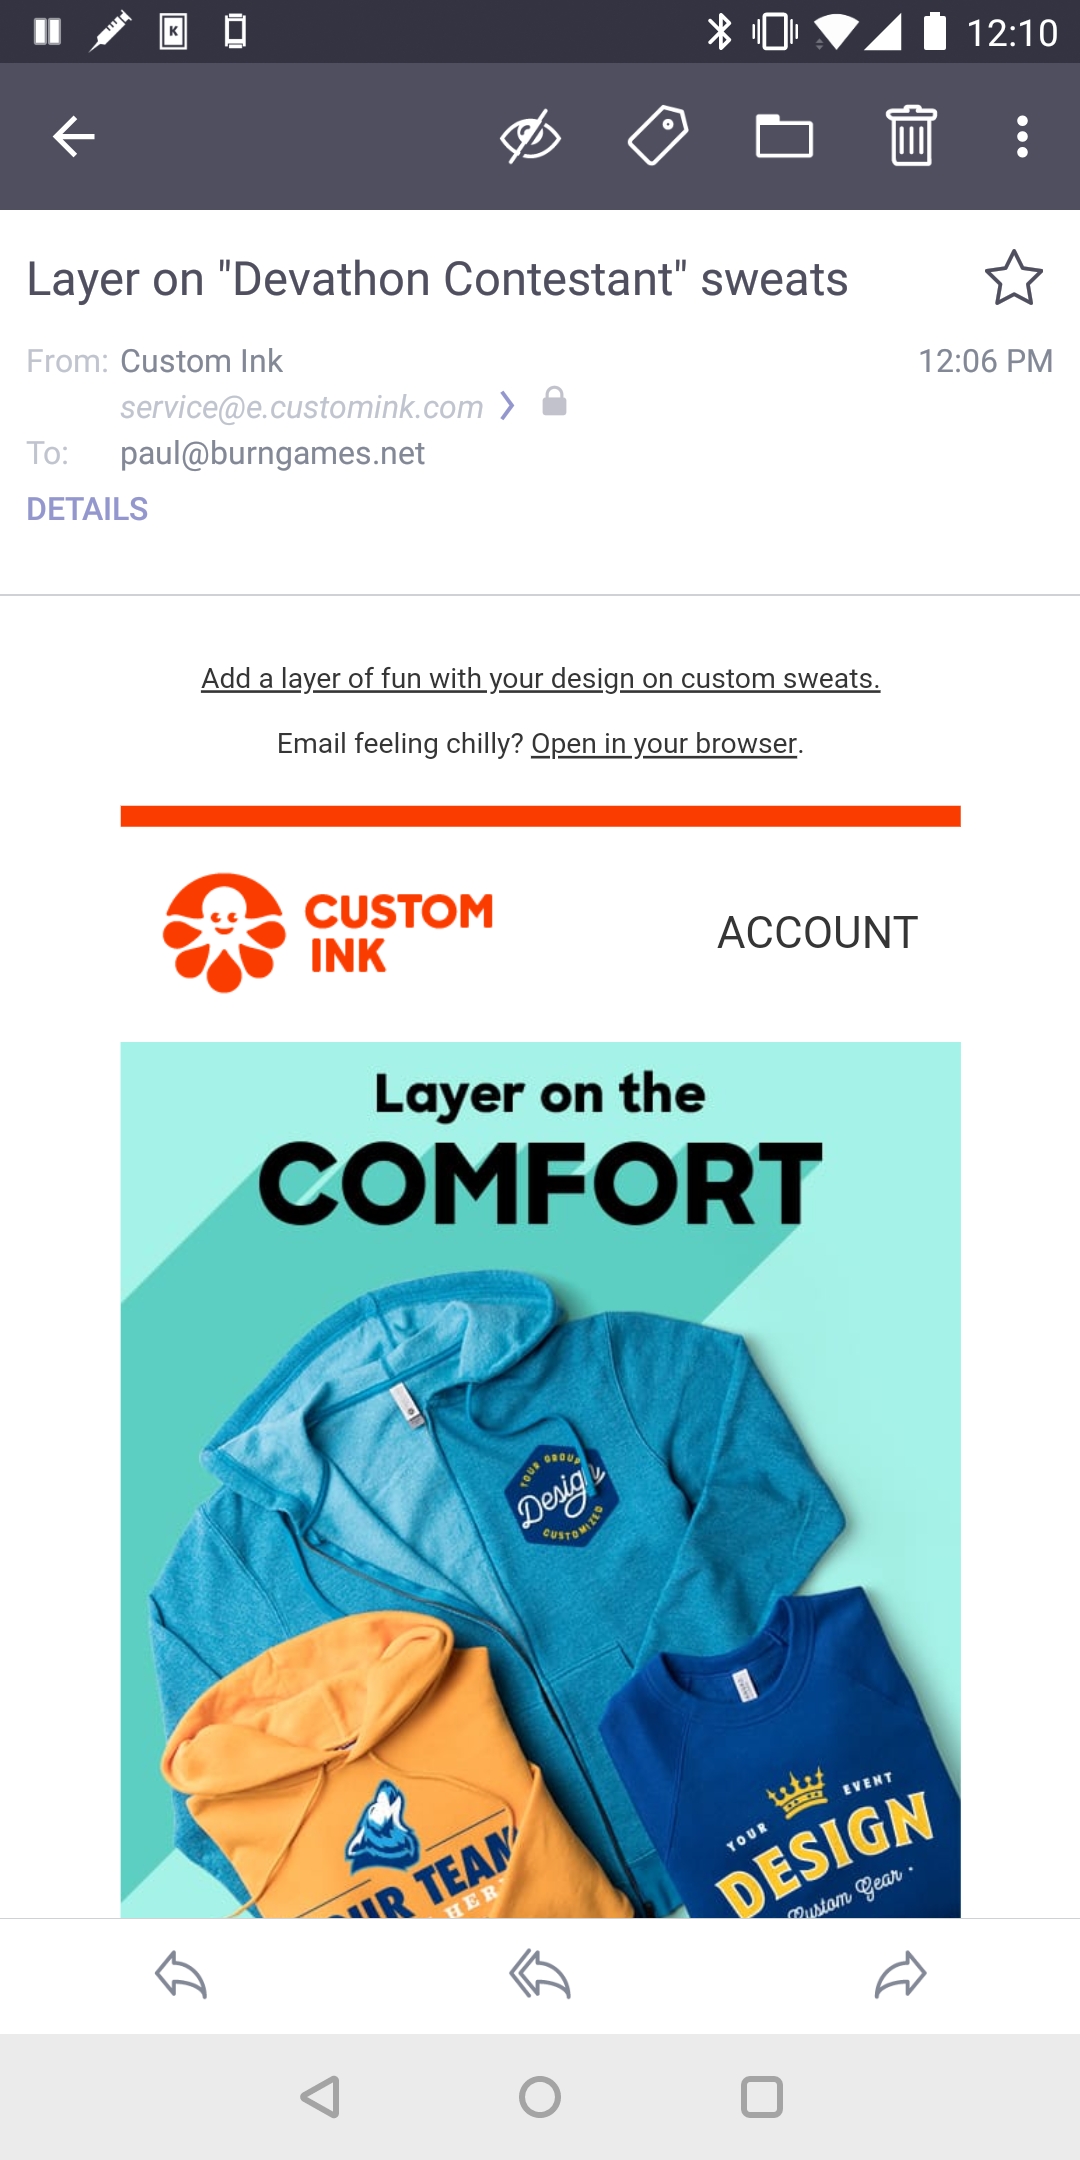 12:10
Layer on "Devathon Contestant" sweats
From: Custom Ink 12:06 PM
service@e.customink.com
To: paul@burngames.net
DETAILS
Add a layer of fun with your design on custom sweats.
Email feeling chilly? Open in your browser.
CUSTOM
INK
ACCOUNT
Layer on the
COMFORT
YOUR GROUP
Design
CUSTOMIZED
YOUR EVENT
DESIGN
Custom Gear
UR TEAM
HER